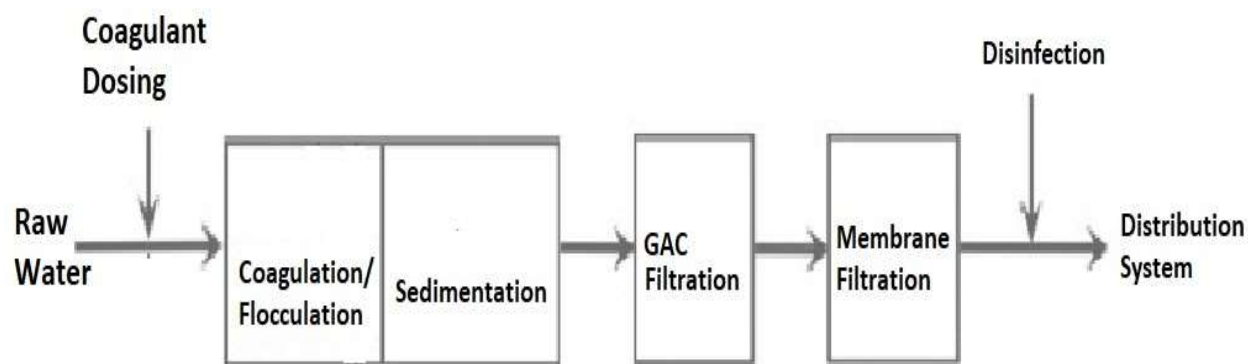 Coagulant
Dosing
Disinfection
Raw
Water
Coagulation/
Flocculation
Sedimentation
GAC
Filtration
Membrane
Filtration
Distribution
System